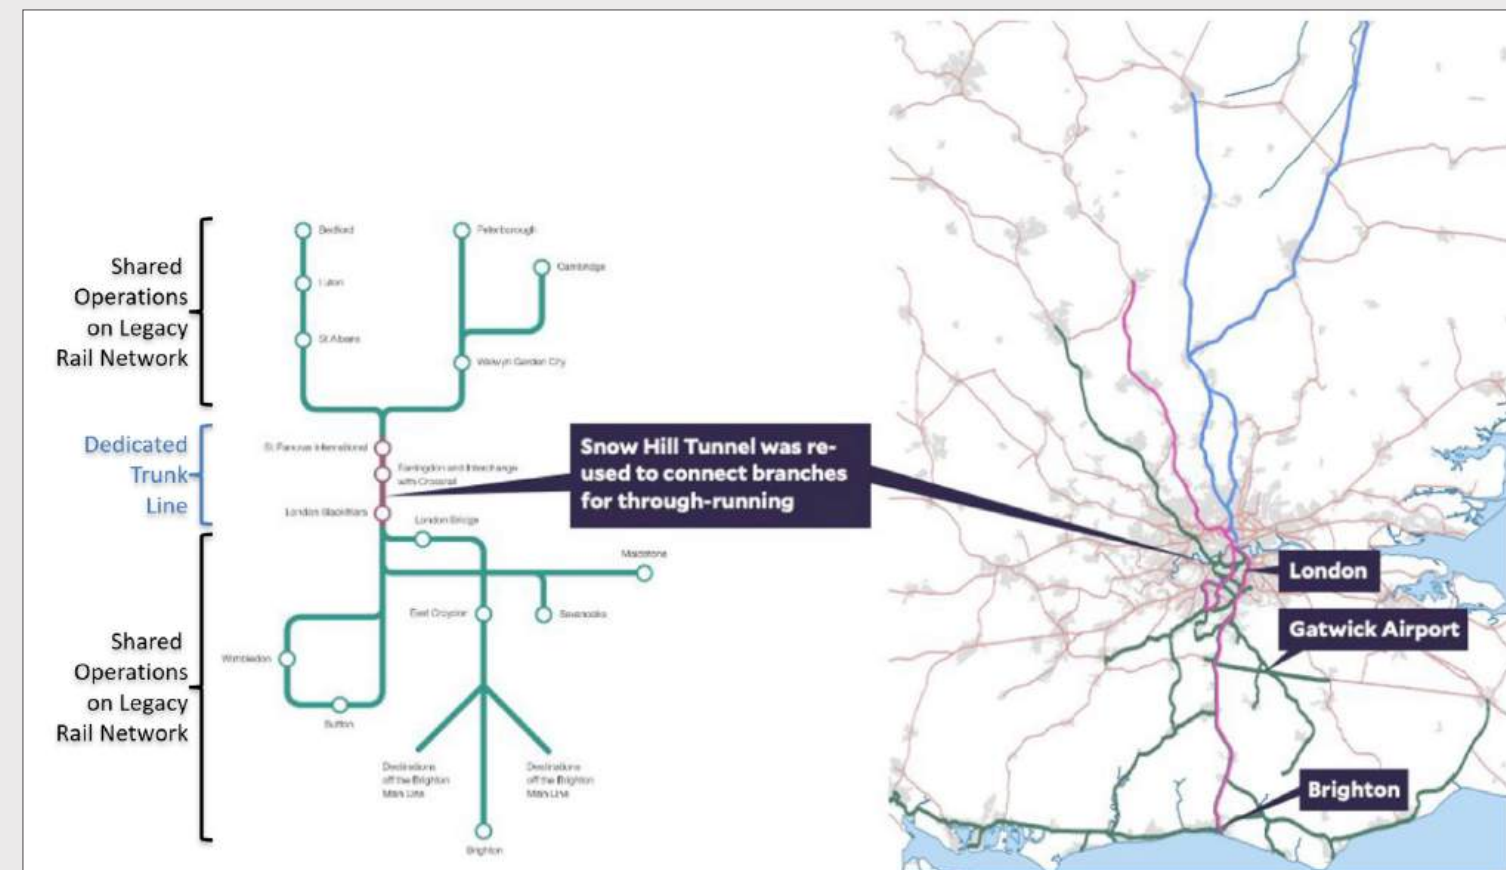 Shared
Operations
on Legacy
Rail Network
Dedicated
Trunk
Line
Shared
Operations
on Legacy
Rail Network
Bedford
Luton
St Albans
Peterborough
Cambridge
Welwyn Garden City
St Pancras International
Farringdon and Interchange
with Crossrail
London Blackfriars
London Bridge
Maidstone
East Croydon
Sevenoaks
Wimbledon
Sutton
Destinations
off the Brighton
Main Line
Destinations
off the Brighton
Main Line
Brighton
Snow Hill Tunnel was re-
used to connect branches
for through-running
London
Gatwick Airport
Brighton